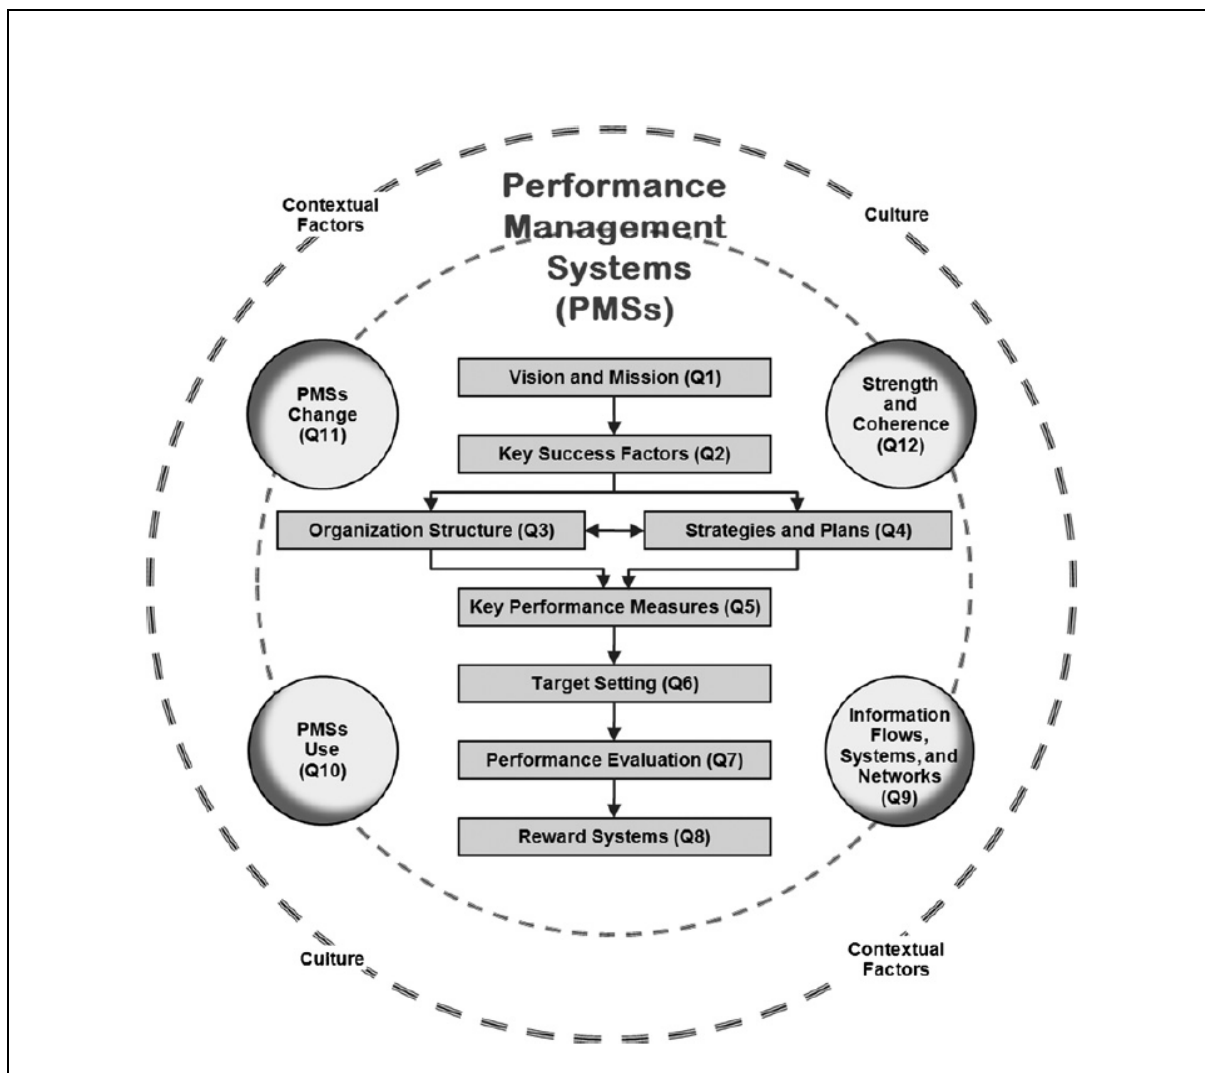 Performance
Management
Systems
(PMSs)
Contextual
Factors
Culture
PMSs
Change
(Q11)
Vision and Mission (Q1)
Strength
and
Coherence
(Q12)
Key Success Factors (Q2)
Organization Structure (Q3)
Strategies and Plans (Q4)
Key Performance Measures (Q5)
Target Setting (Q6)
PMSs
Use
(Q10)
Performance Evaluation (Q7)
Information
Flows,
Systems, and
Networks
(Q9)
Reward Systems (Q8)
Culture
Contextual
Factors